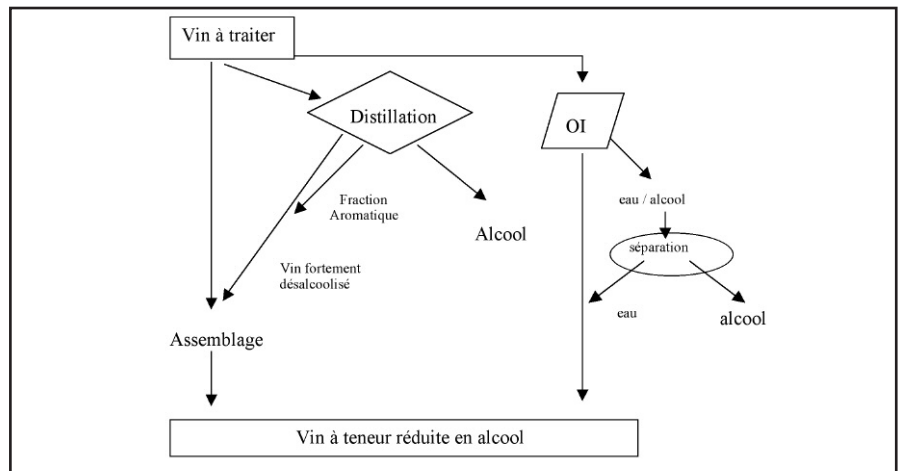 Vin à traiter
Distillation
OI
Fraction
Aromatique
eau / alcool
Alcool
séparation
Vin fortement
désalcoolisé
eau
alcool
Assemblage
Vin à teneur réduite en alcool